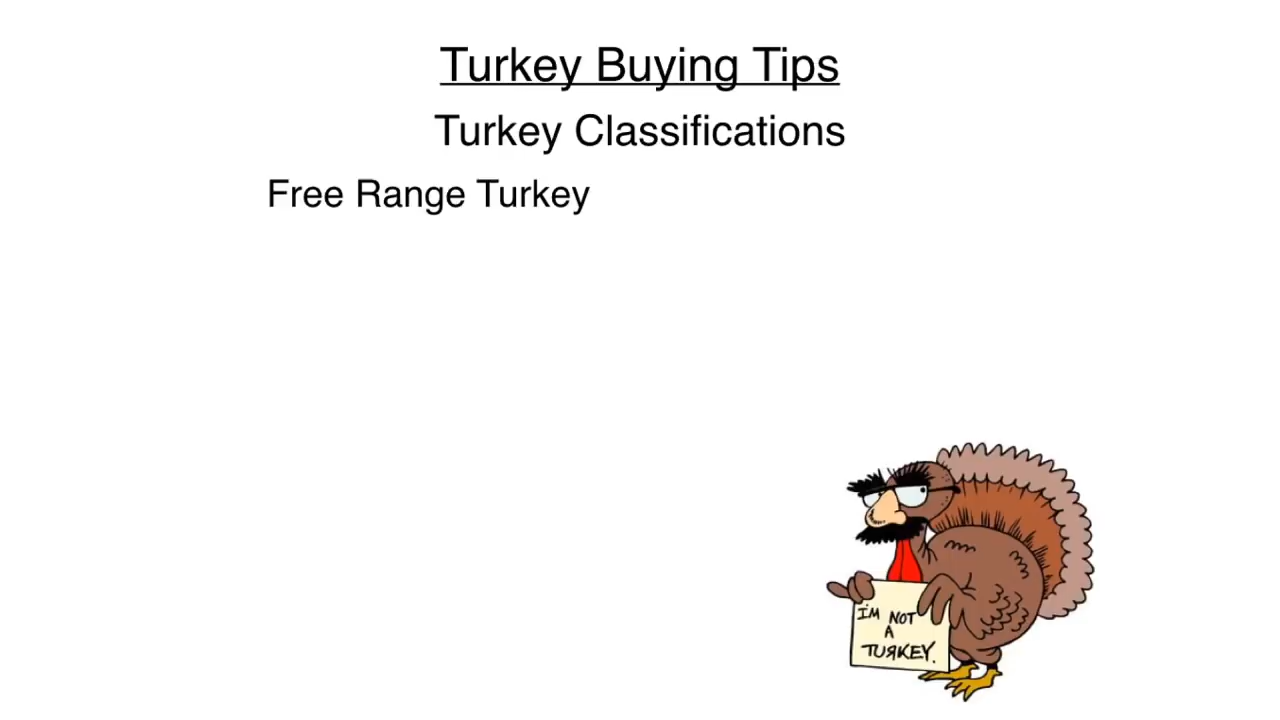 Turkey Buying Tips
Turkey Classifications
Free Range Turkey
I'M NOT
A
TURKEY.